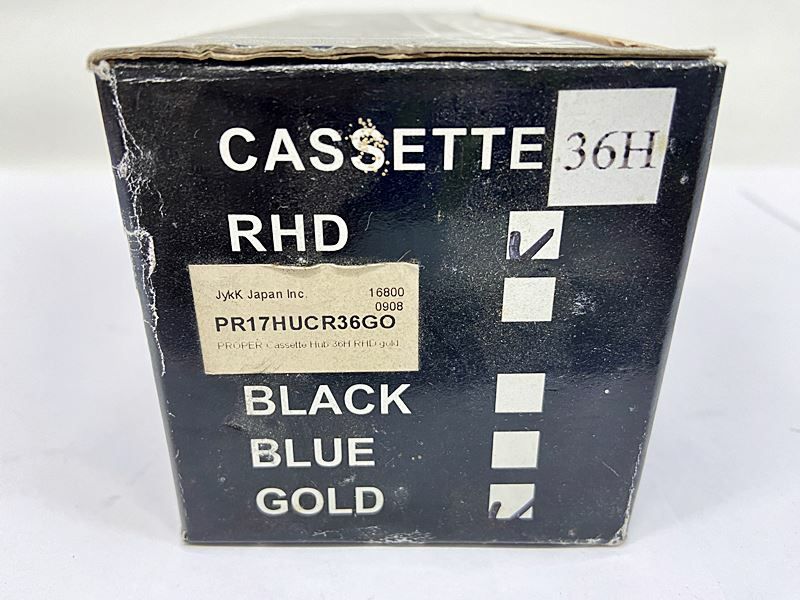 CASSETTE 36H
RHD
JykK Japan Inc. 16800
0908
PR17HUCR36GO
PROPER Cassette Hub 36H RHD gold
BLACK
BLUE
GOLD